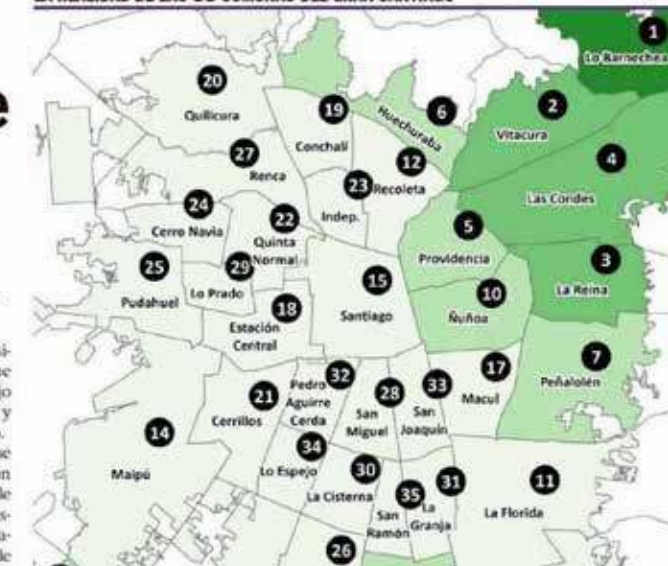 1
Lo Barnechea
20
Quilicura
19
Conchalí
6
Huechuraba
2
Vitacura
4
Las Condes
27
Renca
12
Recoleta
23
Indep.
24
Cerro Navia
22
Quinta
Normal
5
Providencia
3
La Reina
25
Pudahuel
29
Lo Prado
15
Santiago
10
Ñuñoa
18
Estación
Central
7
Peñalolén
21
Cerrillos
32
Pedro
Aguirre
Cerda
28
San
Miguel
33
San
Joaquín
17
Macul
14
Maipú
34
Lo Espejo
30
La Cisterna
35
San
Ramón
31
La
Granja
11
La Florida
26